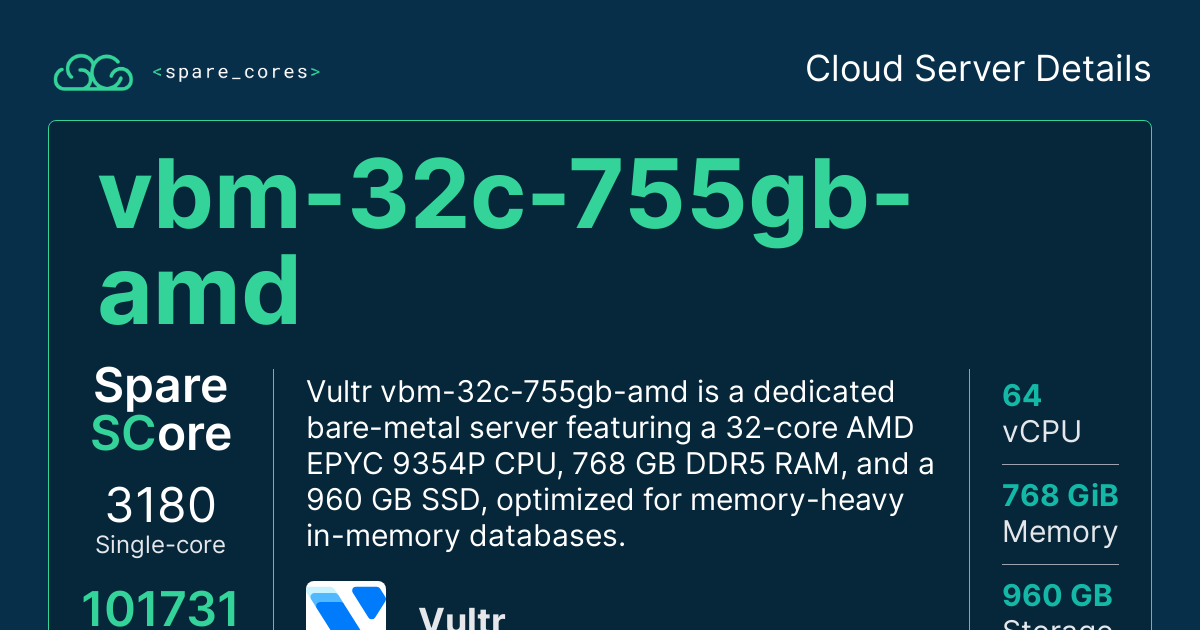 <spare_cores>
Cloud Server Details
vbm-32c-755gb-
amd
Spare
SCore
3180
Single-core
101731
Vultr vbm-32c-755gb-amd is a dedicated
bare-metal server featuring a 32-core AMD
EPYC 9354P CPU, 768 GB DDR5 RAM, and a
960 GB SSD, optimized for memory-heavy
in-memory databases.
Vultr
64
vCPU
768 GiB
Memory
960 GB
Storage